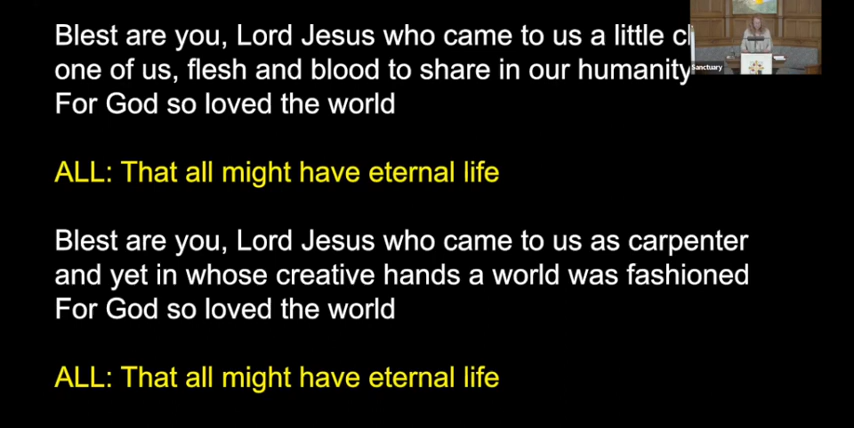 Blest are you, Lord Jesus who came to us a little
one of us, flesh and blood to share in our humanity
For God so loved the world
ALL: That all might have eternal life
Blest are you, Lord Jesus who came to us as carpenter
and yet in whose creative hands a world was fashioned
For God so loved the world
ALL: That all might have eternal life
Sanctuary